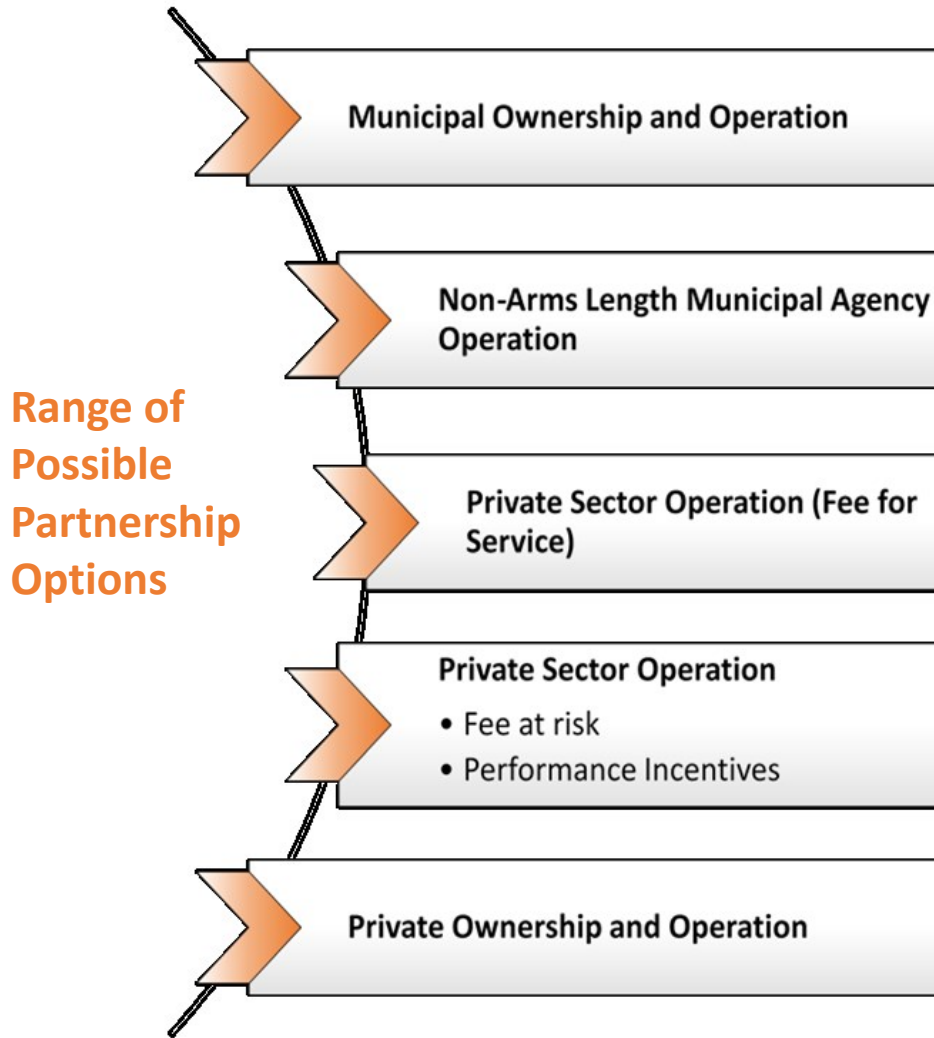 Range of
Possible
Partnership
Options
Municipal Ownership and Operation
Non-Arms Length Municipal Agency
Operation
Private Sector Operation (Fee for
Service)
Private Sector Operation
• Fee at risk
• Performance Incentives
Private Ownership and Operation